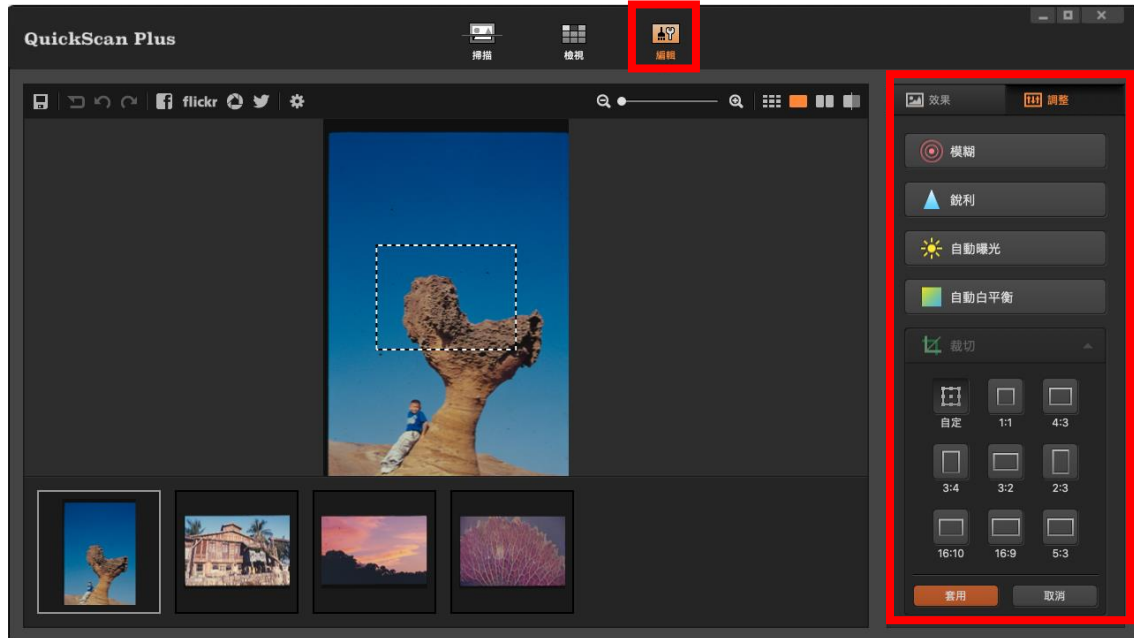 QuickScan Plus
掃描
檢視
編輯
flickr
效果
調整
模糊
銳利
自動曝光
自動白平衡
裁切
自定
1:1
4:3
3:4
3:2
2:3
16:10
16:9
5:3
套用
取消